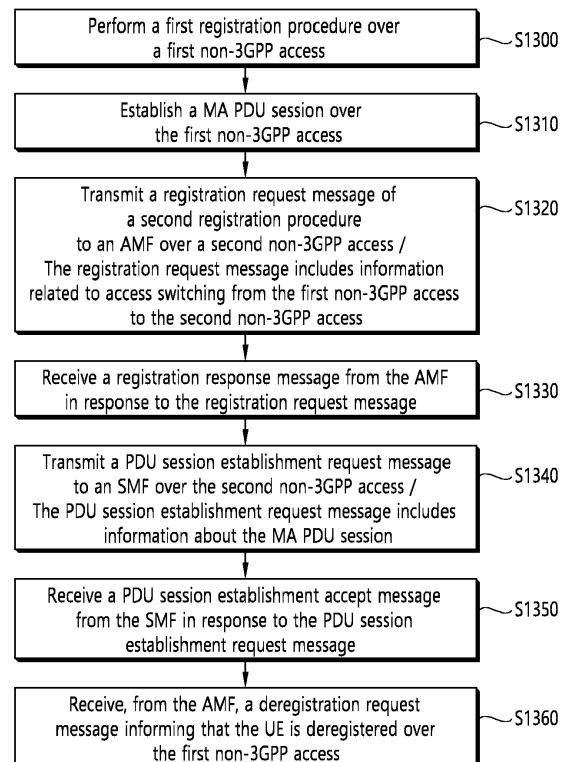 Perform a first registration procedure over
a first non-3GPP access
S1300
Establish a MA PDU session over
the first non-3GPP access
S1310
Transmit a registration request message of
a second registration procedure
to an AMF over a second non-3GPP access /
The registration request message includes information
related to access switching from the first non-3GPP access
to the second non-3GPP access
S1320
Receive a registration response message from the AMF
in response to the registration request message
S1330
Transmit a PDU session establishment request message
to an SMF over the second non-3GPP access /
The PDU session establishment request message includes
information about the MA PDU session
S1340
Receive a PDU session establishment accept message
from the SMF in response to the PDU session
establishment request message
S1350
Receive, from the AMF, a deregistration request
message informing that the UE is deregistered over
the first non-3GPP access
S1360